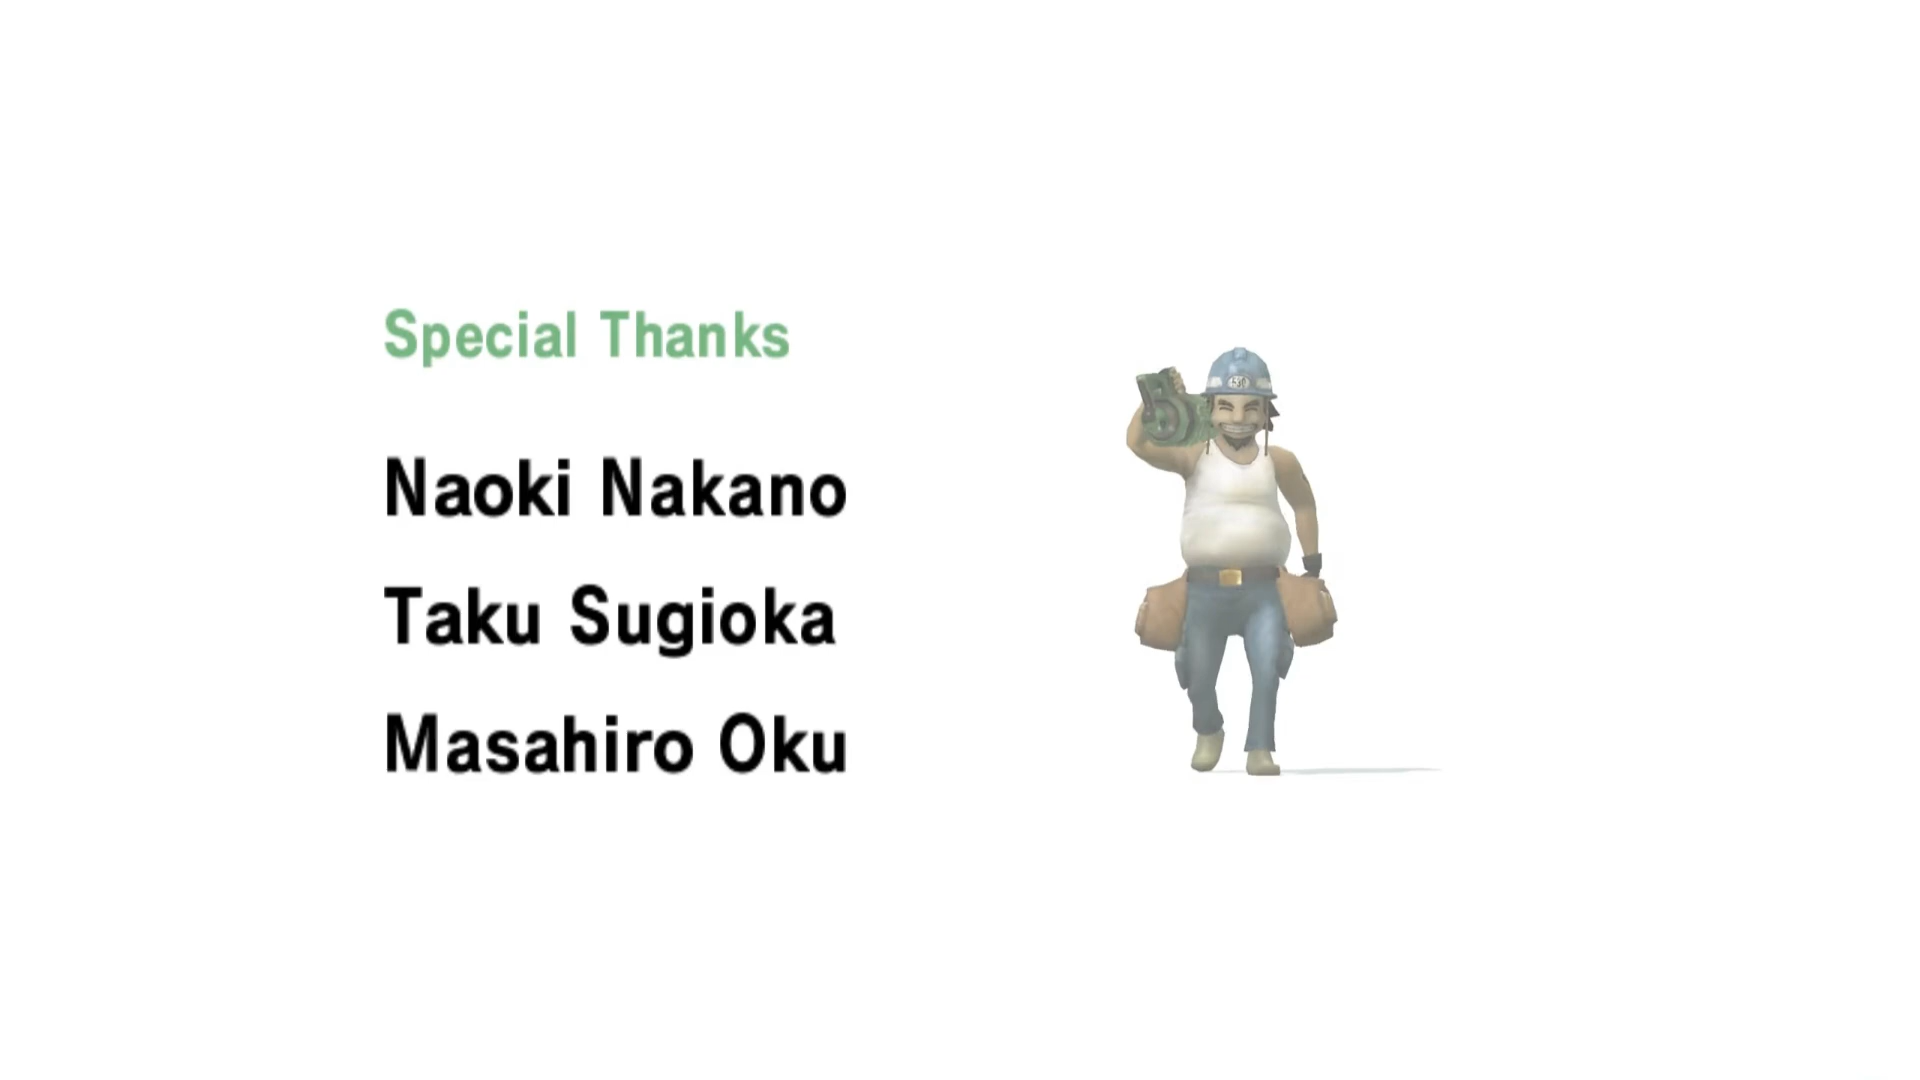 Special Thanks
Naoki Nakano
Taku Sugioka
Masahiro Oku